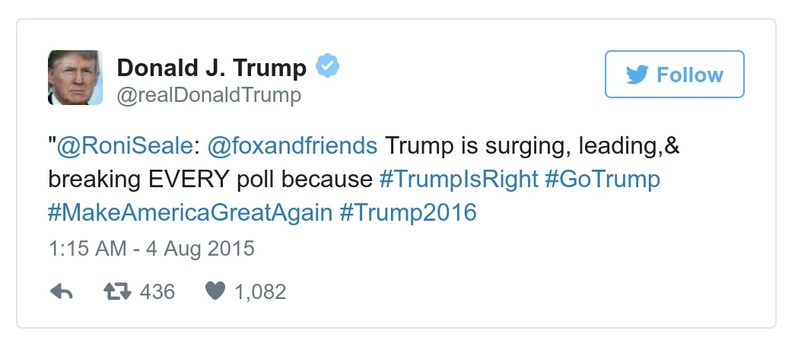 Donald J. Trump
@realDonaldTrump
Follow
"@RoniSeale: @foxandfriends Trump is surging, leading,&
breaking EVERY poll because #TrumpIsRight #GoTrump
#MakeAmericaGreatAgain #Trump2016
1:15 AM - 4 Aug 2015
436 1,082